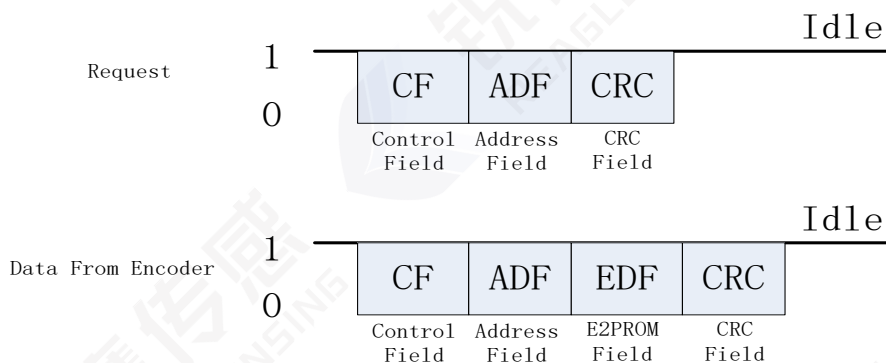 Idle
Request
1
0
CF ADF CRC
Control Field
Address Field
CRC Field
Idle
Data From Encoder
1
0
CF ADF EDF CRC
Control Field
Address Field
E2PROM Field
CRC Field